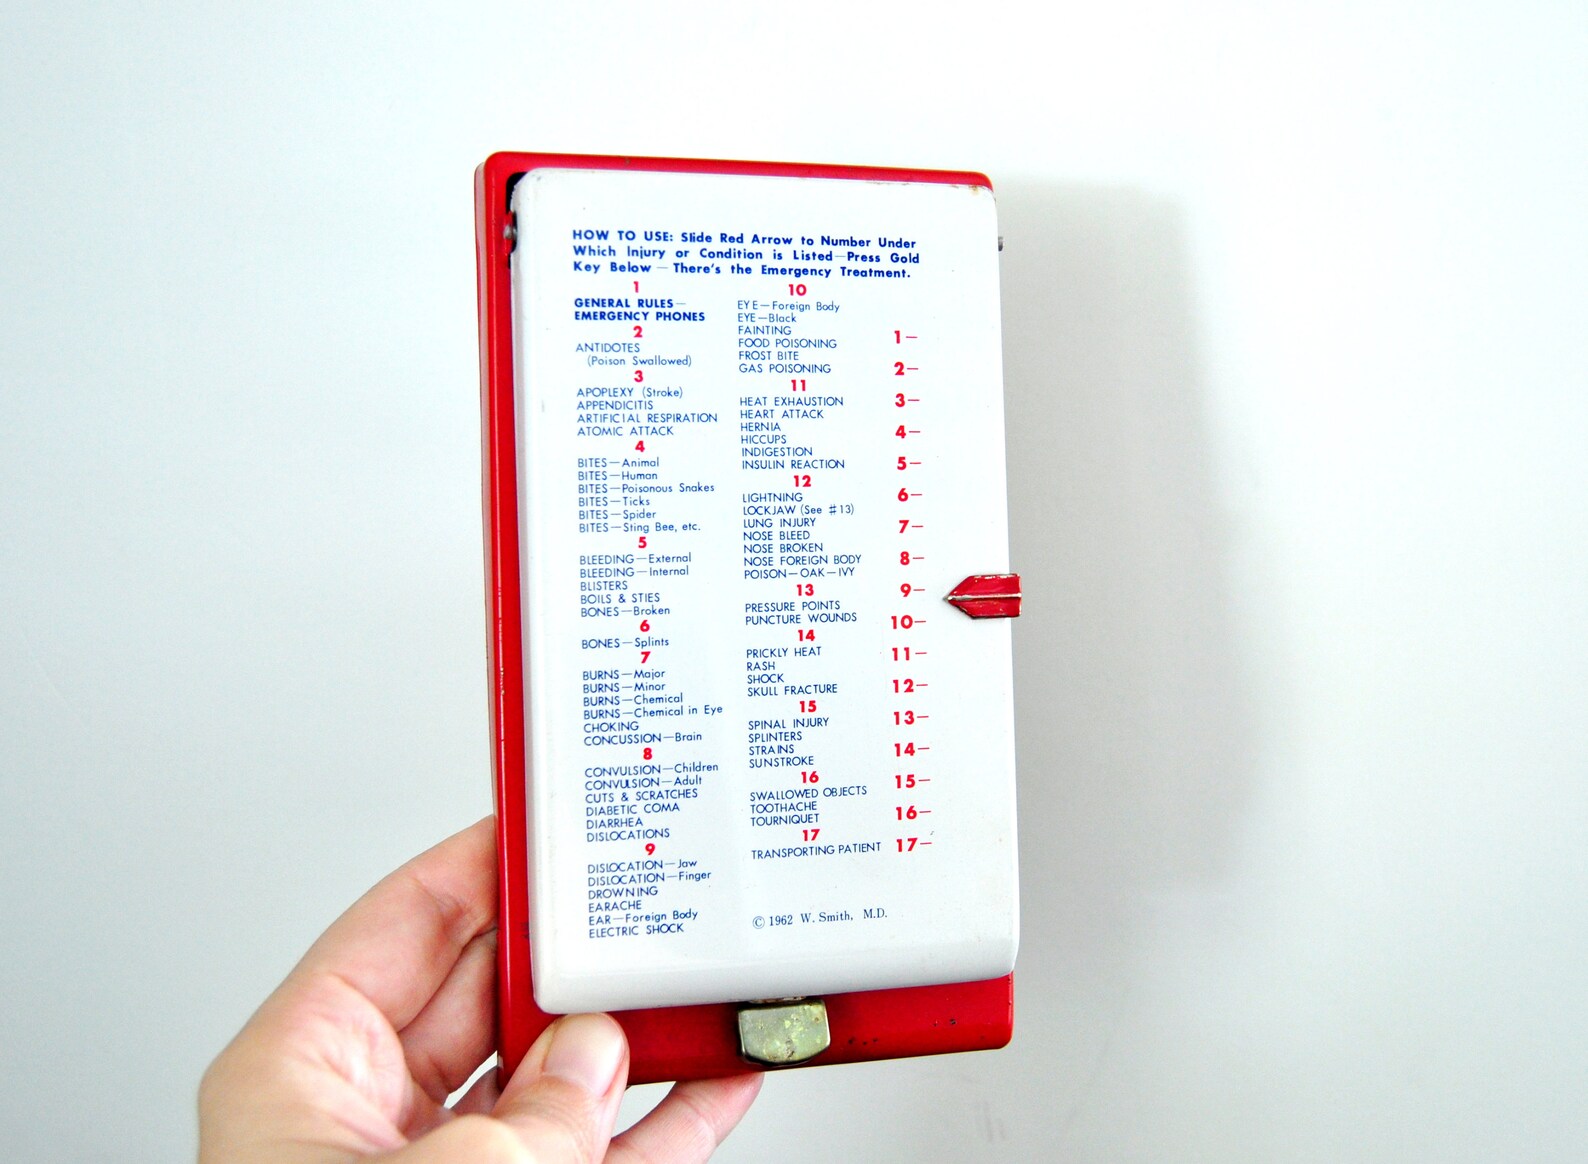 HOW TO USE: Slide Red Arrow to Number Under
Which Injury or Condition is Listed—Press Gold
Key Below — There's the Emergency Treatment.
1
GENERAL RULES—
EMERGENCY PHONES
2
ANTIDOTES
(Poison Swallowed)
3
APOPLEXY (Stroke)
APPENDICITIS
ARTIFICIAL RESPIRATION
ATOMIC ATTACK
4
BITES—Animal
BITES—Human
BITES—Poisonous Snakes
BITES—Ticks
BITES—Spider
BITES—Sting Bee, etc.
5
BLEEDING—External
BLEEDING—Internal
BLISTERS
BOILS & STIES
BONES—Broken
6
BONES—Splints
7
BURNS—Major
BURNS—Minor
BURNS—Chemical
BURNS—Chemical in Eye
CHOKING
CONCUSSION—Brain
8
CONVULSION—Children
CONVULSION—Adult
CUTS & SCRATCHES
DIABETIC COMA
DIARRHEA
DISLOCATIONS
9
DISLOCATION—Jaw
DISLOCATION—Finger
DROWNING
EARACHE
EAR—Foreign Body
ELECTRIC SHOCK
10
EYE—Foreign Body
EYE—Black
FAINTING
FOOD POISONING
FROST BITE
GAS POISONING
11
HEAT EXHAUSTION
HEART ATTACK
HERNIA
HICCUPS
INDIGESTION
INSULIN REACTION
12
LIGHTNING
LOCKJAW (See #13)
LUNG INJURY
NOSE BLEED
NOSE BROKEN
NOSE FOREIGN BODY
POISON—OAK—IVY
13
PRESSURE POINTS
PUNCTURE WOUNDS
14
PRICKLY HEAT
RASH
SHOCK
SKULL FRACTURE
15
SPINAL INJURY
SPLINTERS
STRAINS
SUNSTROKE
16
SWALLOWED OBJECTS
TOOTHACHE
TOURNIQUET
17
TRANSPORTING PATIENT
© 1962 W. Smith, M.D.
1—
2—
3—
4—
5—
6—
7—
8—
9—
10—
11—
12—
13—
14—
15—
16—
17—